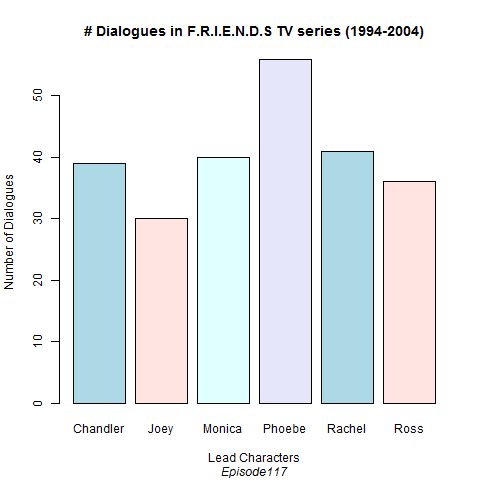 # Dialogues in F.R.I.E.N.D.S TV series (1994-2004)
Number of Dialogues
50
40
30
20
10
0
Chandler Joey Monica Phoebe Rachel Ross
Lead Characters
Episode117